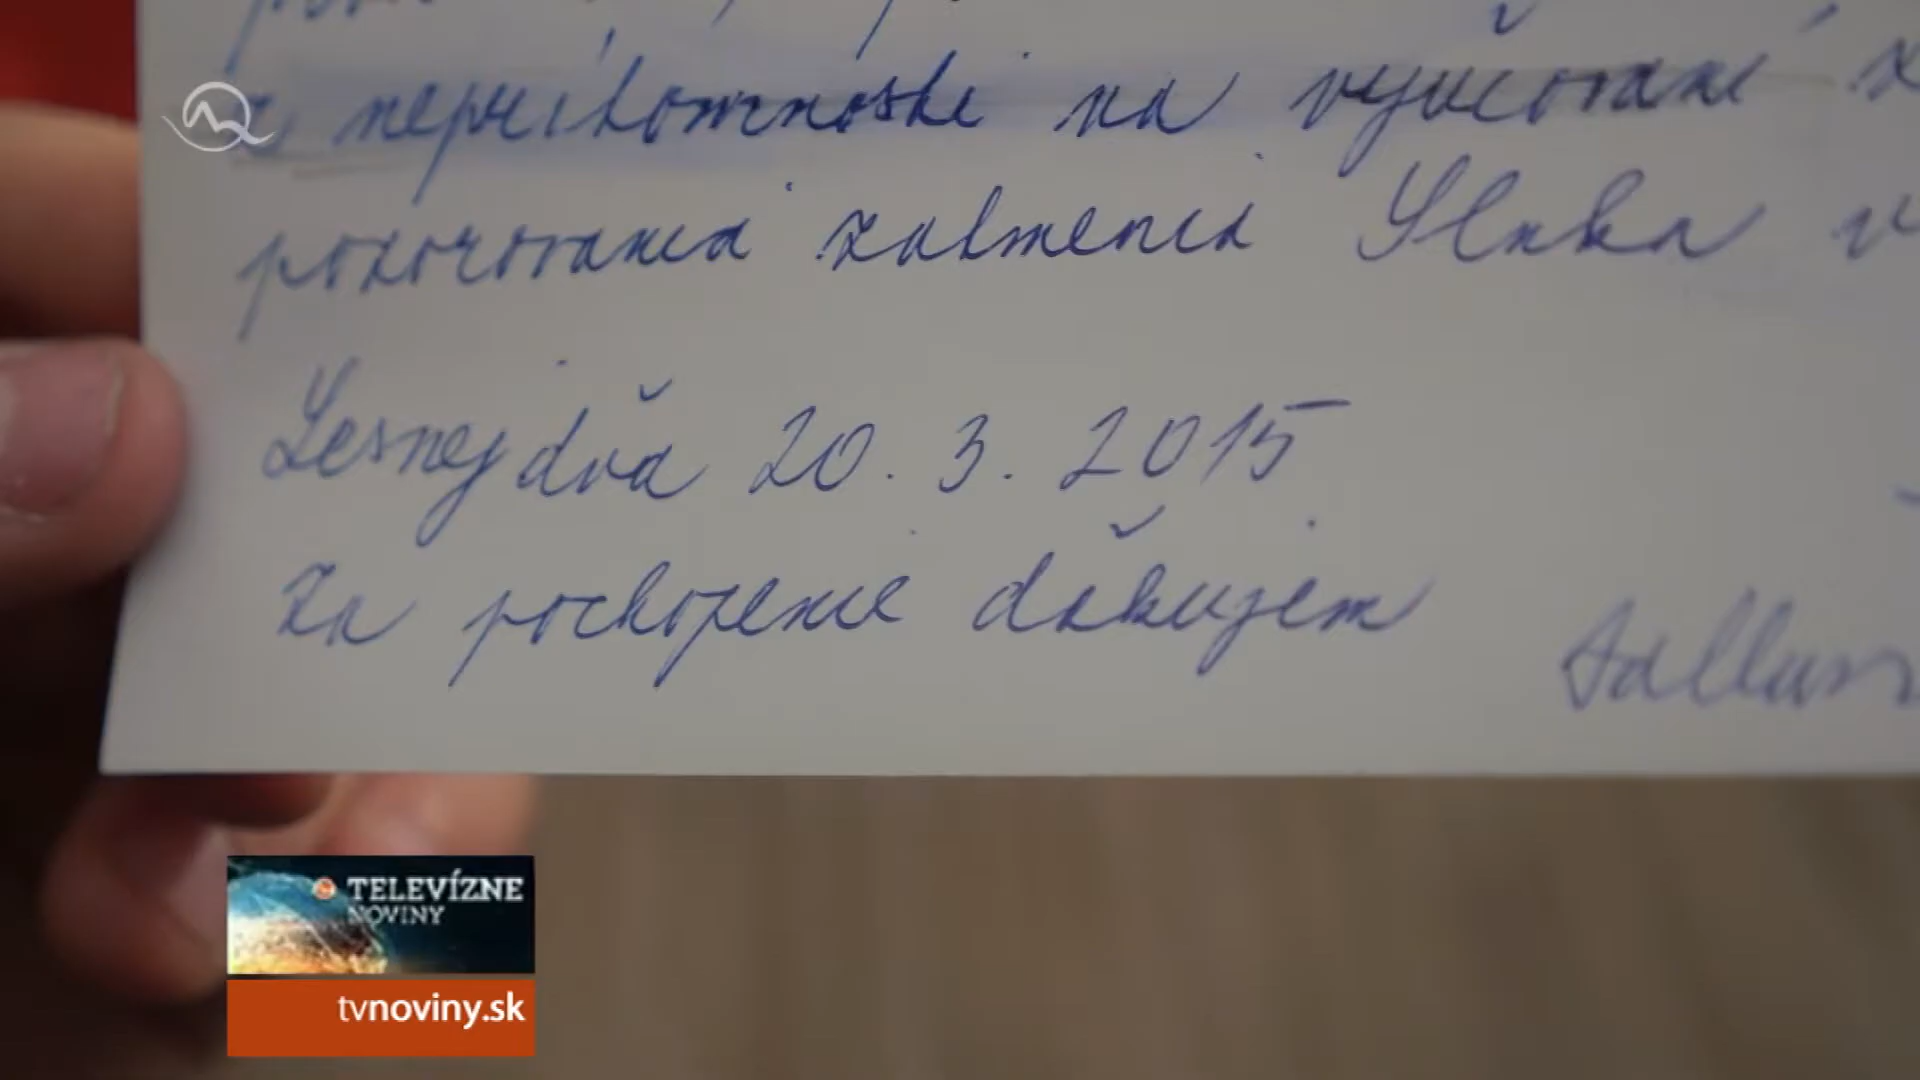 z neprítomnosti na vyučovaní z
pozorovania zatmenia Slnka v
Lesnej dňa 20. 3. 2015
Za pochopenie ďakujem
TELEVÍZNE
NOVINY
tvnoviny.sk